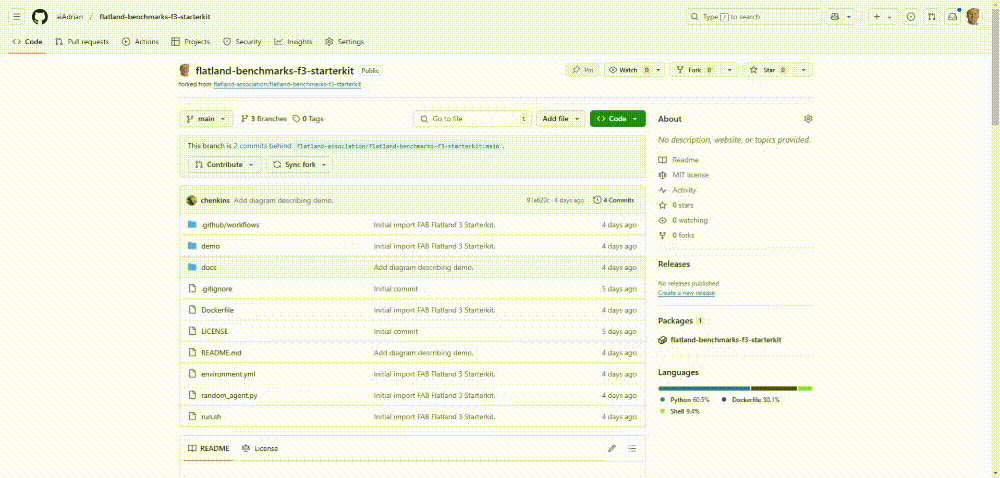 aiAdrian / flatland-benchmarks-f3-starterkit
Type / to search
Code Pull requests Actions Projects Security Insights Settings
flatland-benchmarks-f3-starterkit Public
Pin Watch 0 Fork 0 Star 0
forked from flatland-association/flatland-benchmarks-f3-starterkit
main 3 Branches 0 Tags Go to file t Add file Code
This branch is 2 commits behind flatland-association/flatland-benchmarks-f3-starterkit:main .
Contribute Sync fork
chenkins Add diagram describing demo. 91a620c · 4 days ago 4 Commits
.github/workflows Initial import FAB Flatland 3 Starterkit. 4 days ago
demo Initial import FAB Flatland 3 Starterkit. 4 days ago
docs Add diagram describing demo. 4 days ago
.gitignore Initial commit 5 days ago
Dockerfile Initial import FAB Flatland 3 Starterkit. 4 days ago
LICENSE Initial commit 5 days ago
README.md Add diagram describing demo. 4 days ago
environment.yml Initial import FAB Flatland 3 Starterkit. 4 days ago
random_agent.py Initial import FAB Flatland 3 Starterkit. 4 days ago
run.sh Initial import FAB Flatland 3 Starterkit. 4 days ago
README License
About
No description, website, or topics provided.
Readme
MIT license
Activity
0 stars
0 watching
0 forks
Releases
No releases published
Create a new release
Packages 1
flatland-benchmarks-f3-starterkit
Languages
Python 60.5% Dockerfile 30.1%
Shell 9.4%